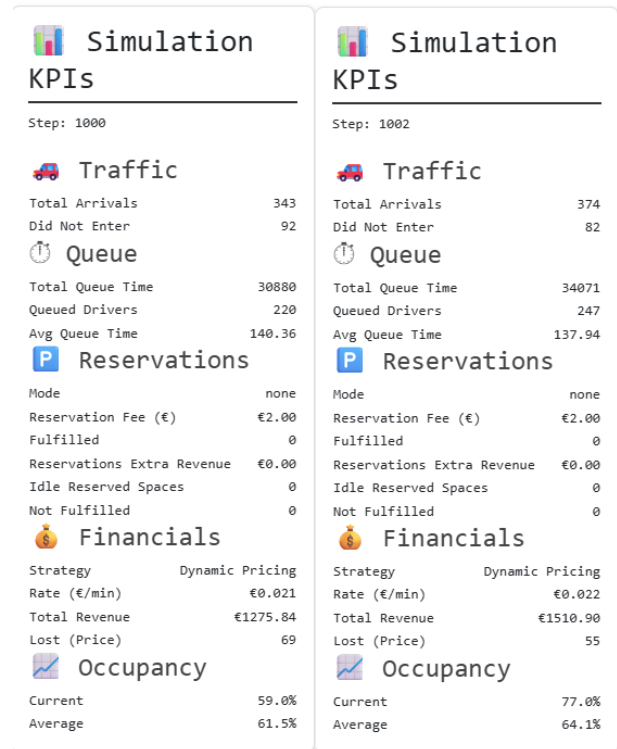 Simulation
KPIs
Step: 1000
Traffic
Total Arrivals 343
Did Not Enter 92
Queue
Total Queue Time 30880
Queued Drivers 220
Avg Queue Time 140.36
P Reservations
Mode none
Reservation Fee (€) €2.00
Fulfilled 0
Reservations Extra Revenue €0.00
Idle Reserved Spaces 0
Not Fulfilled 0
Financials
Strategy Dynamic Pricing
Rate (€/min) €0.021
Total Revenue €1275.84
Lost (Price) 69
Occupancy
Current 59.0%
Average 61.5%
Simulation
KPIs
Step: 1002
Traffic
Total Arrivals 374
Did Not Enter 82
Queue
Total Queue Time 34071
Queued Drivers 247
Avg Queue Time 137.94
P Reservations
Mode none
Reservation Fee (€) €2.00
Fulfilled 0
Reservations Extra Revenue €0.00
Idle Reserved Spaces 0
Not Fulfilled 0
Financials
Strategy Dynamic Pricing
Rate (€/min) €0.022
Total Revenue €1510.90
Lost (Price) 55
Occupancy
Current 77.0%
Average 64.1%